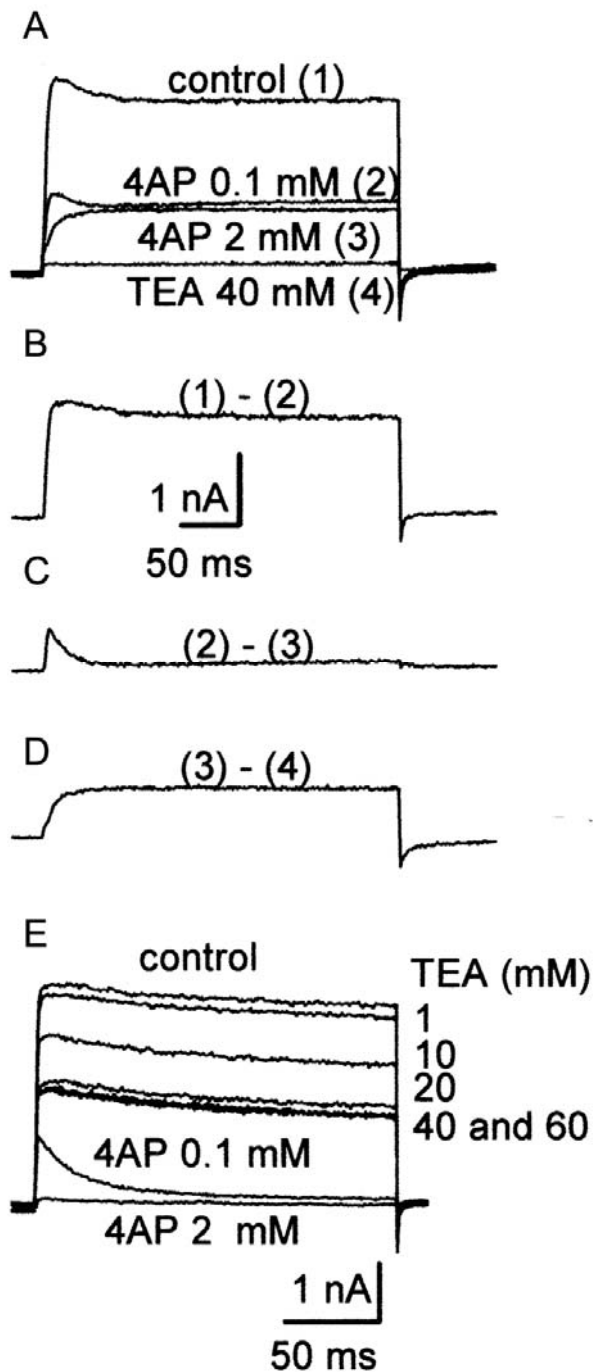 A
control (1)
4AP 0.1 mM (2)
4AP 2 mM (3)
TEA 40 mM (4)
B
(1) - (2)
1 nA
50 ms
C
(2) - (3)
D
(3) - (4)
E
control
TEA (mM)
1
10
20
40 and 60
4AP 0.1 mM
4AP 2 mM
1 nA
50 ms